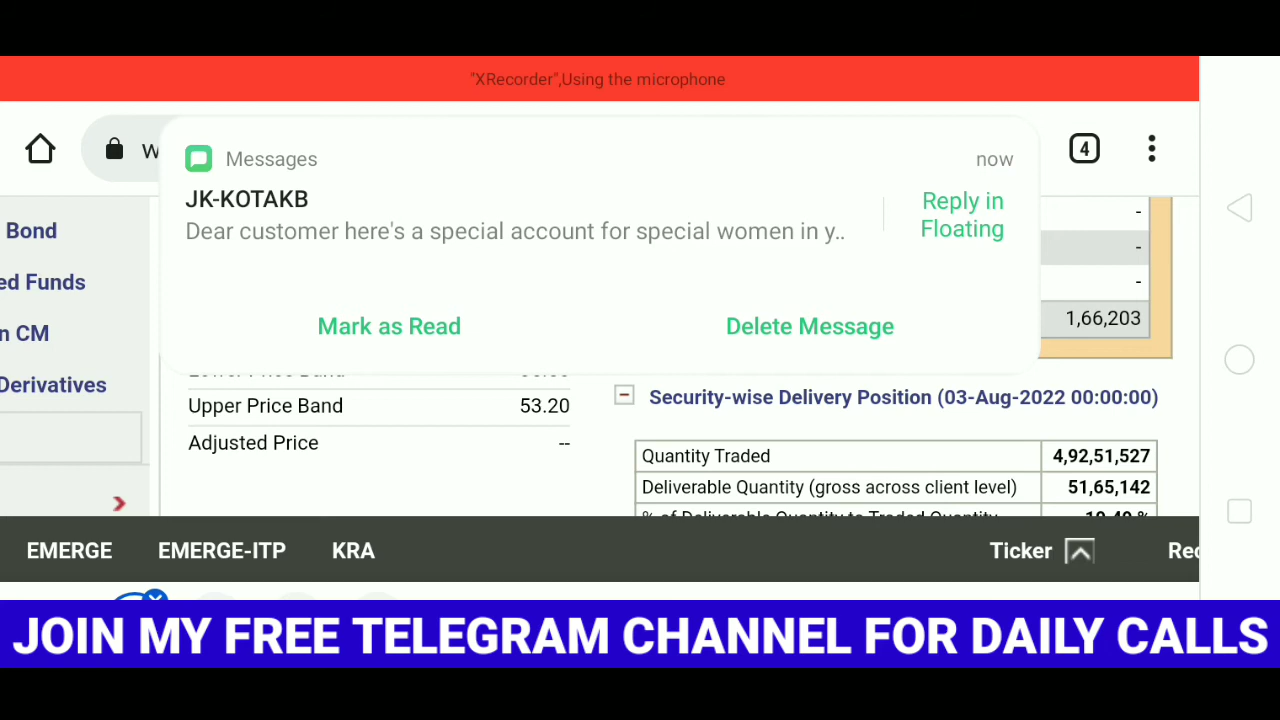 "XRecorder",Using the microphone
W
4
Messages
now
JK-KOTAKB
Dear customer here's a special account for special women in y..
Reply in
Floating
Mark as Read
Delete Message
Bond
ed Funds
n CM
Derivatives
-
-
-
1,66,203
Upper Price Band 53.20
Adjusted Price --
Security-wise Delivery Position (03-Aug-2022 00:00:00)
Quantity Traded 4,92,51,527
Deliverable Quantity (gross across client level) 51,65,142
EMERGE EMERGE-ITP KRA Ticker Rec
JOIN MY FREE TELEGRAM CHANNEL FOR DAILY CALLS